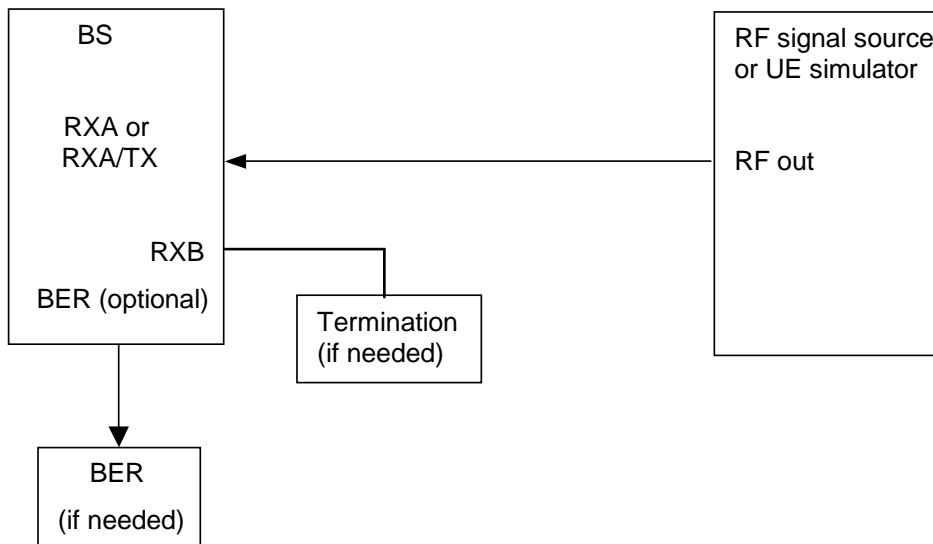 BS
RXA or
RXA/TX
RXB
BER (optional)
RF signal source
or UE simulator
RF out
Termination
(if needed)
BER
(if needed)